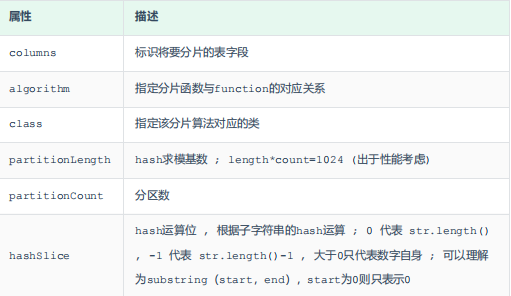 属性 描述
columns 标识将要分片的表字段
algorithm 指定分片函数与function的对应关系
class 指定该分片算法对应的类
partitionLength hash求模基数 ; length*count=1024 (出于性能考虑)
partitionCount 分区数
hash运算位 , 根据子字符串的hash运算 ; 0 代表 str.length()
hashSlice , -1 代表 str.length()-1 , 大于0只代表数字自身 ; 可以理解
为substring (start, end) , start为0则只表示0